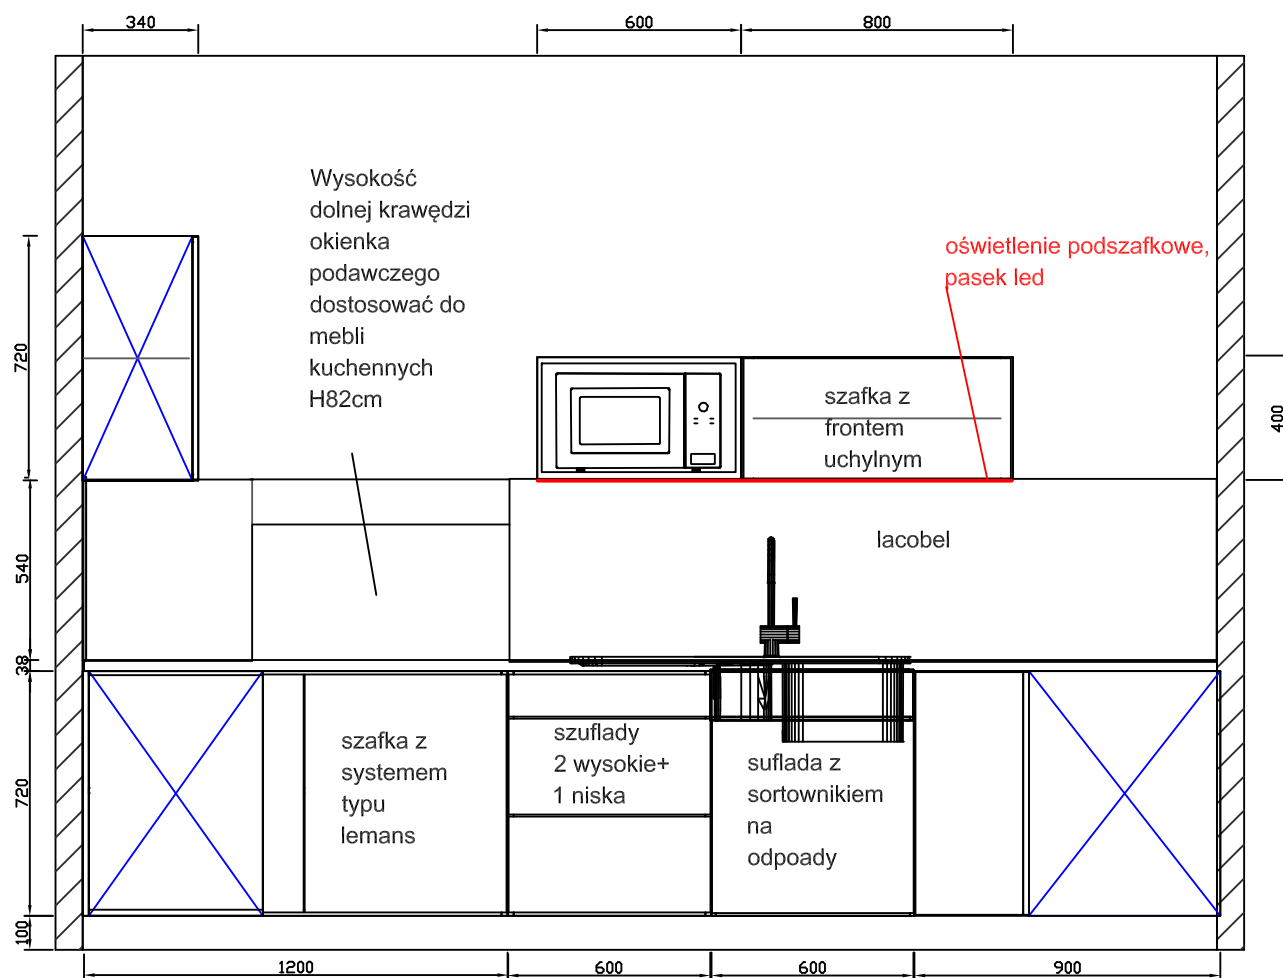 340
600
800
Wysokość
dolnej krawędzi
okienka
podawczego
dostosować do
mebli
kuchennych
H82cm
oświetlenie podszafkowe,
pasek led
720
400
szafka z
frontem
uchylnym
lacobel
540
38
szafka z
systemem
typu
lemans
szuflady
2 wysokie+
1 niska
suflada z
sortownikiem
na
odpoady
720
100
1200
600
600
900